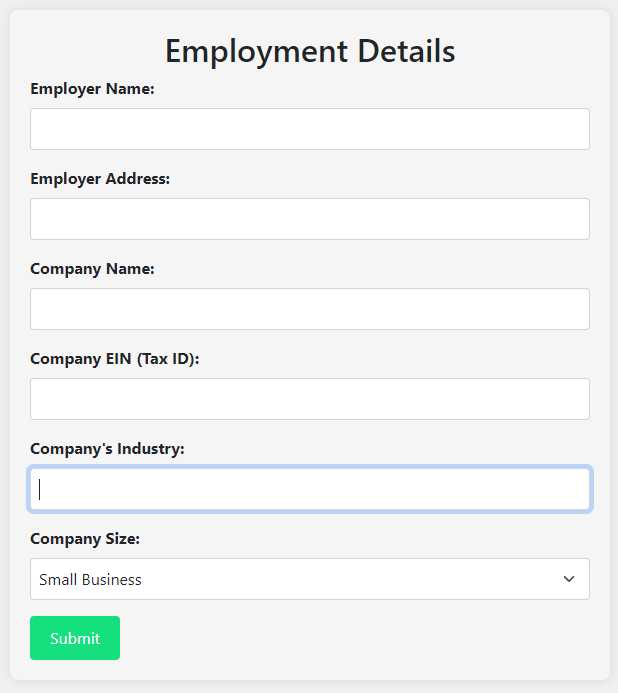 Employment Details
Employer Name:
Employer Address:
Company Name:
Company EIN (Tax ID):
Company's Industry:
Company Size:
Small Business
Submit